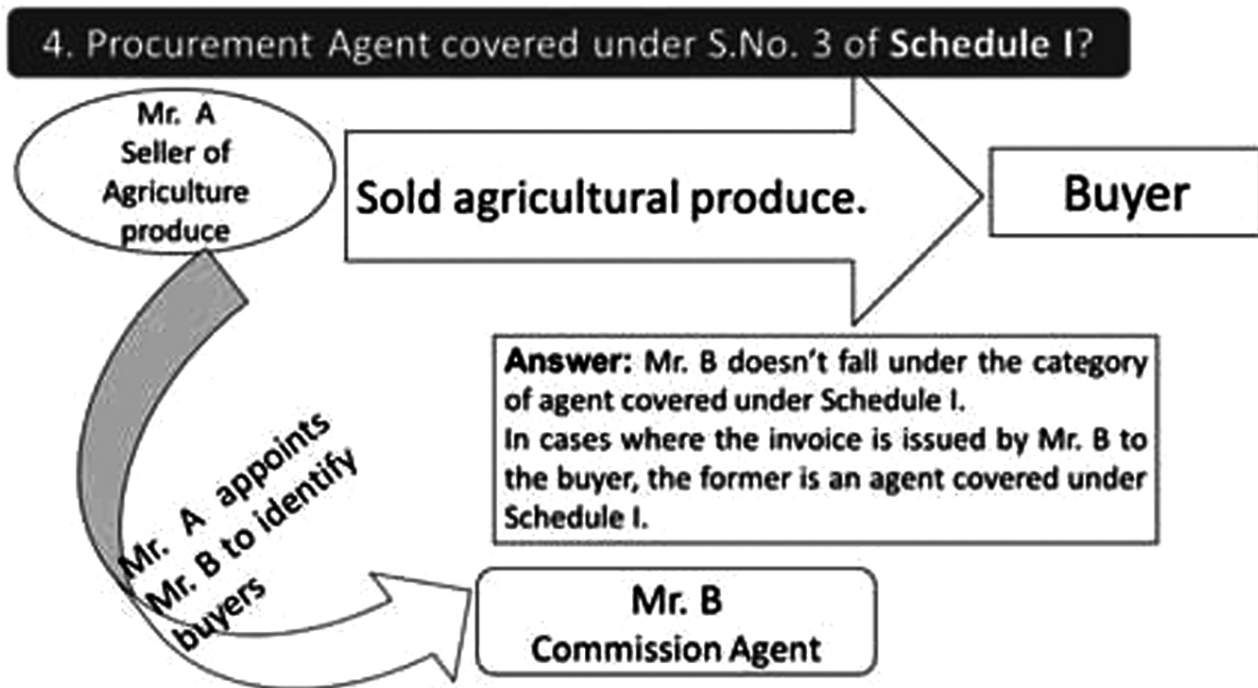 4. Procurement Agent covered under S.No. 3 of Schedule I?
Mr. A
Seller of
Agriculture
produce
Sold agricultural produce.
Buyer
Answer: Mr. B doesn't fall under the category
of agent covered under Schedule I.
In cases where the invoice is issued by Mr. B to
the buyer, the former is an agent covered under
Schedule I.
Mr. A appoints
Mr. B to identify
buyers
Mr. B
Commission Agent